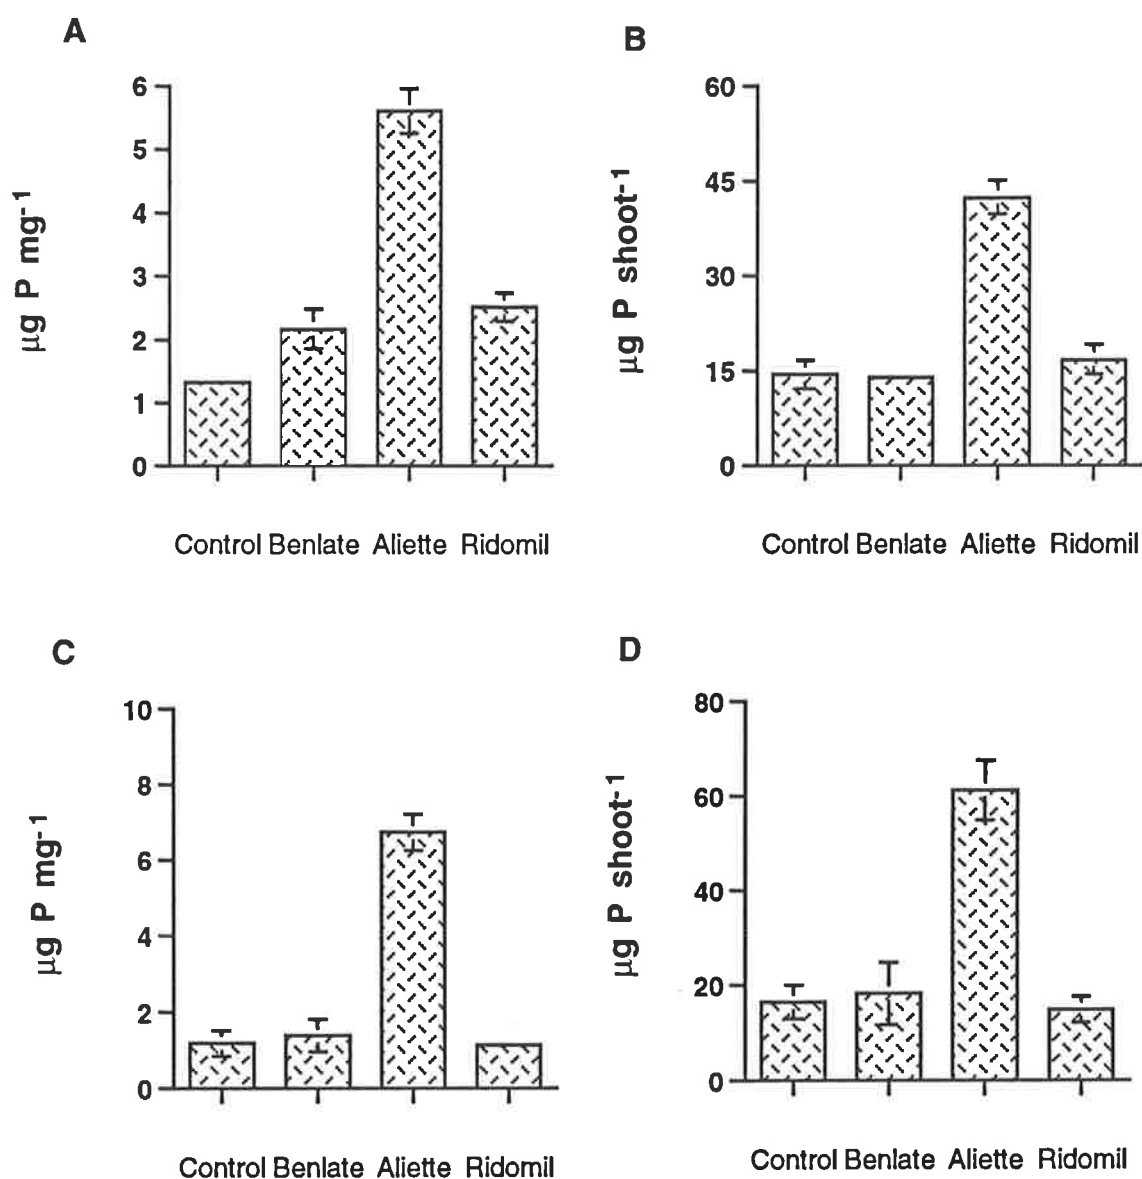 A
6
5
4
3
2
1
0
µg P mg-1
Control Benlate Aliette Ridomil
B
60
45
30
15
0
µg P shoot-1
Control Benlate Aliette Ridomil
C
10
8
6
4
2
0
µg P mg-1
Control Benlate Aliette Ridomil
D
80
60
40
20
0
µg P shoot-1
Control Benlate Aliette Ridomil